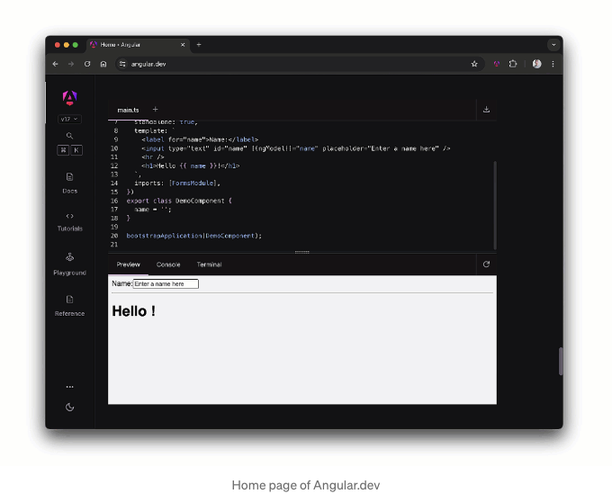 Home • Angular
angular.dev
v17
⌘ K
Docs
Tutorials
Playground
Reference
main.ts
7 standalone: true,
8 template: `
9 <label for="name">Name:</label>
10 <input type="text" id="name" [(ngModel)]="name" placeholder="Enter a name here" />
11 <hr />
12 <h1>Hello {{ name }}!</h1>
13 `,
14 imports: [FormsModule],
15 })
16 export class DemoComponent {
17 name = '';
18 }
19
20 bootstrapApplication(DemoComponent);
21
Preview Console Terminal
Name: Enter a name here
Hello !
Home page of Angular.dev